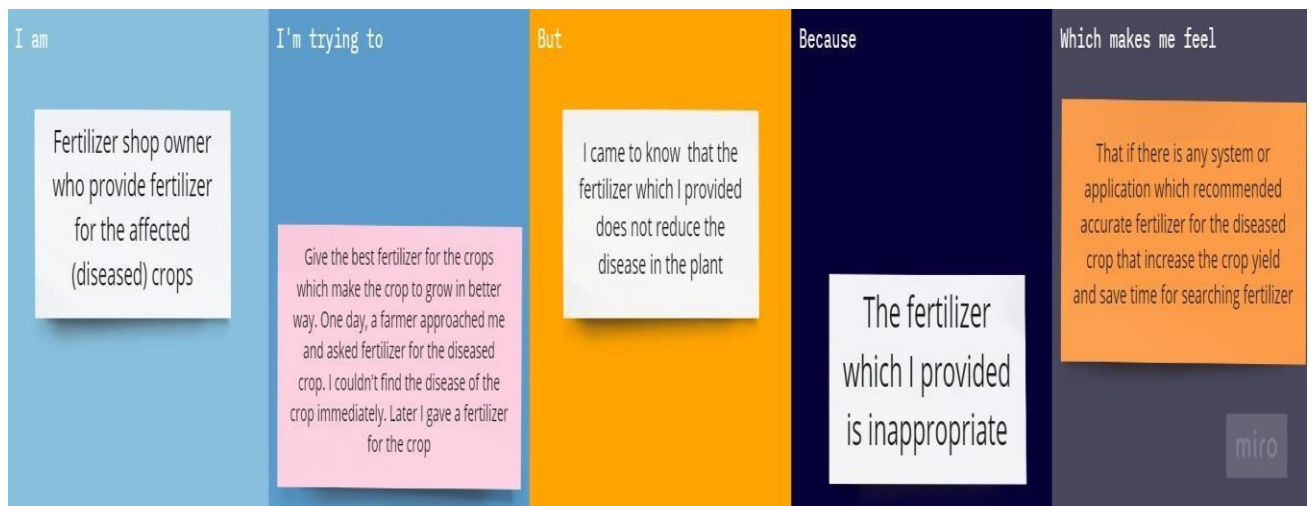 I am
Fertilizer shop owner
who provide fertilizer
for the affected
(diseased) crops
I'm trying to
Give the best fertilizer for the crops
which make the crop to grow in better
way. One day, a farmer approached me
and asked fertilizer for the diseased
crop. I couldn't find the disease of the
crop immediately. Later I gave a fertilizer
for the crop
But
I came to know that the
fertilizer which I provided
does not reduce the
disease in the plant
Because
The fertilizer
which I provided
is inappropriate
Which makes me feel
That if there is any system or
application which recommended
accurate fertilizer for the diseased
crop that increase the crop yield
and save time for searching fertilizer
miro